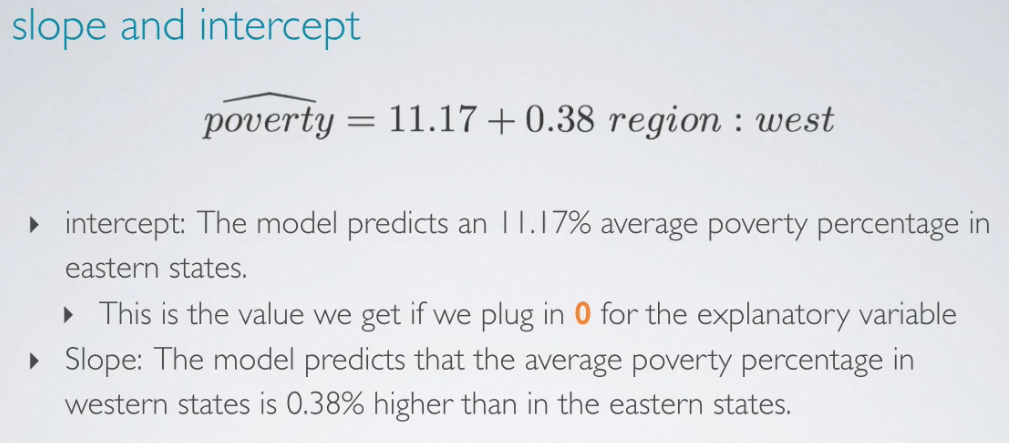 slope and intercept
\widehat{poverty} = 11.17 + 0.38 region : west
▸ intercept: The model predicts an 11.17% average poverty percentage in
eastern states.
▸ This is the value we get if we plug in 0 for the explanatory variable
▸ Slope: The model predicts that the average poverty percentage in
western states is 0.38% higher than in the eastern states.